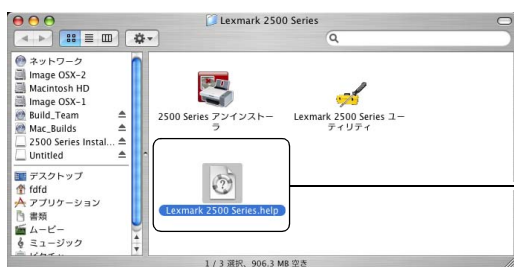 Lexmark 2500 Series
ネットワーク
Image OSX-2
Macintosh HD
Image OSX-1
Build_Team
Mac_Builds
2500 Series Instal...
Untitled
デスクトップ
fdfd
アプリケーション
書類
ムービー
ミュージック
2500 Series アンインストー
ラ
Lexmark 2500 Series ユー
ティリティ
Lexmark 2500 Series.help
1 / 3 選択、906.3 MB 空き